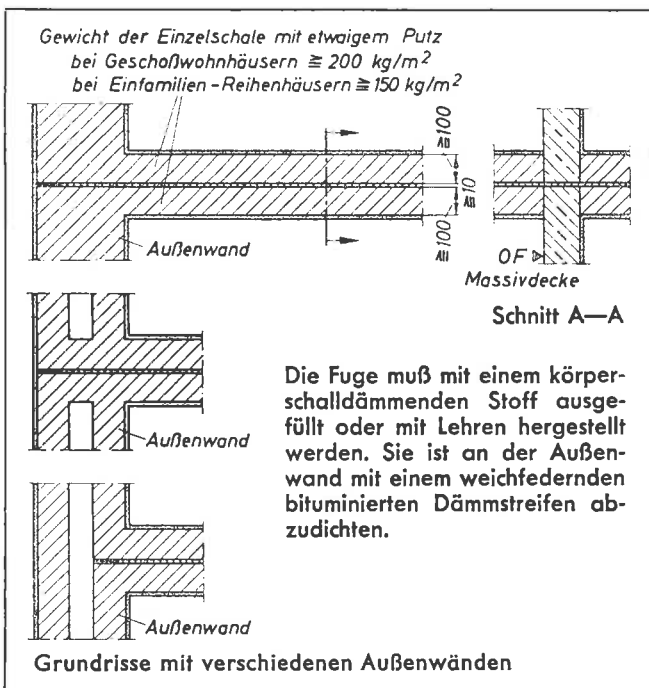 Gewicht der Einzelschale mit etwaigem Putz
bei Geschoßwohnhäusern ≧ 200 kg/m²
bei Einfamilien-Reihenhäusern ≧ 150 kg/m²
≧ 100
≧ 10
≧ 100
Außenwand
OF
Massivdecke
Schnitt A—A
Außenwand
Die Fuge muß mit einem körper-
schalldämmenden Stoff ausge-
füllt oder mit Lehren hergestellt
werden. Sie ist an der Außen-
wand mit einem weichfedernden
bituminierten Dämmstreifen ab-
zudichten.
Außenwand
Grundrisse mit verschiedenen Außenwänden